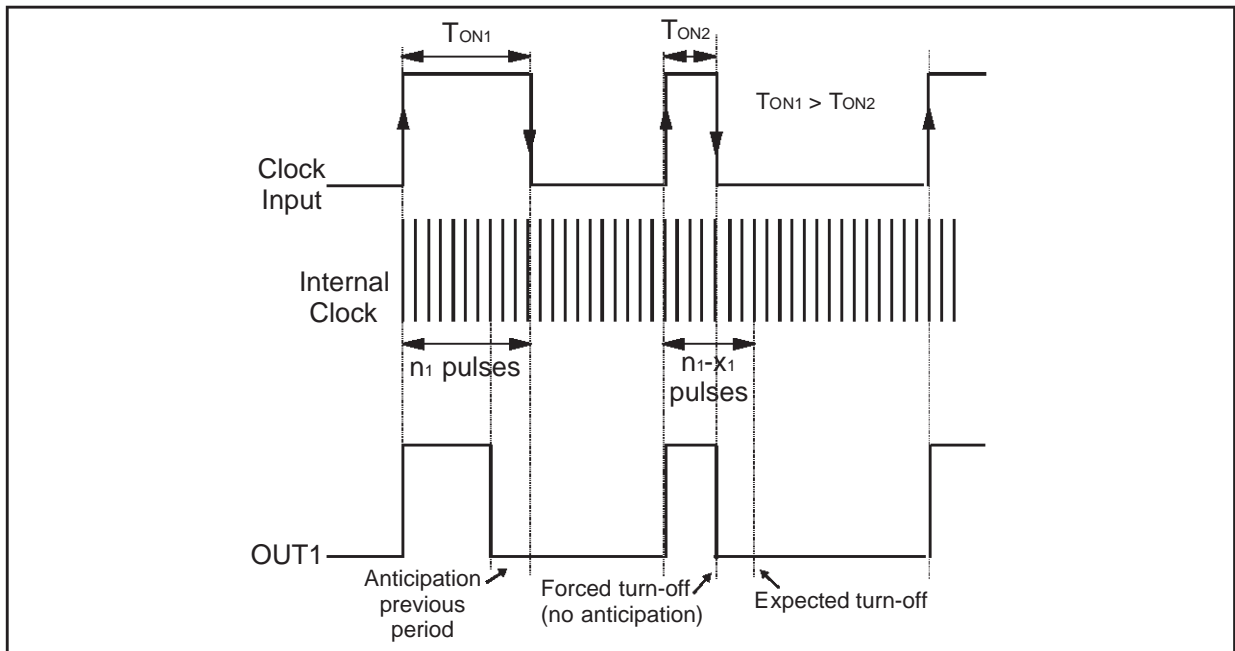 TON1
TON2
TON1 > TON2
Clock
Input
Internal
Clock
n1 pulses
n1-x1
pulses
OUT1
Anticipation
previous
period
Forced turn-off
(no anticipation)
Expected turn-off